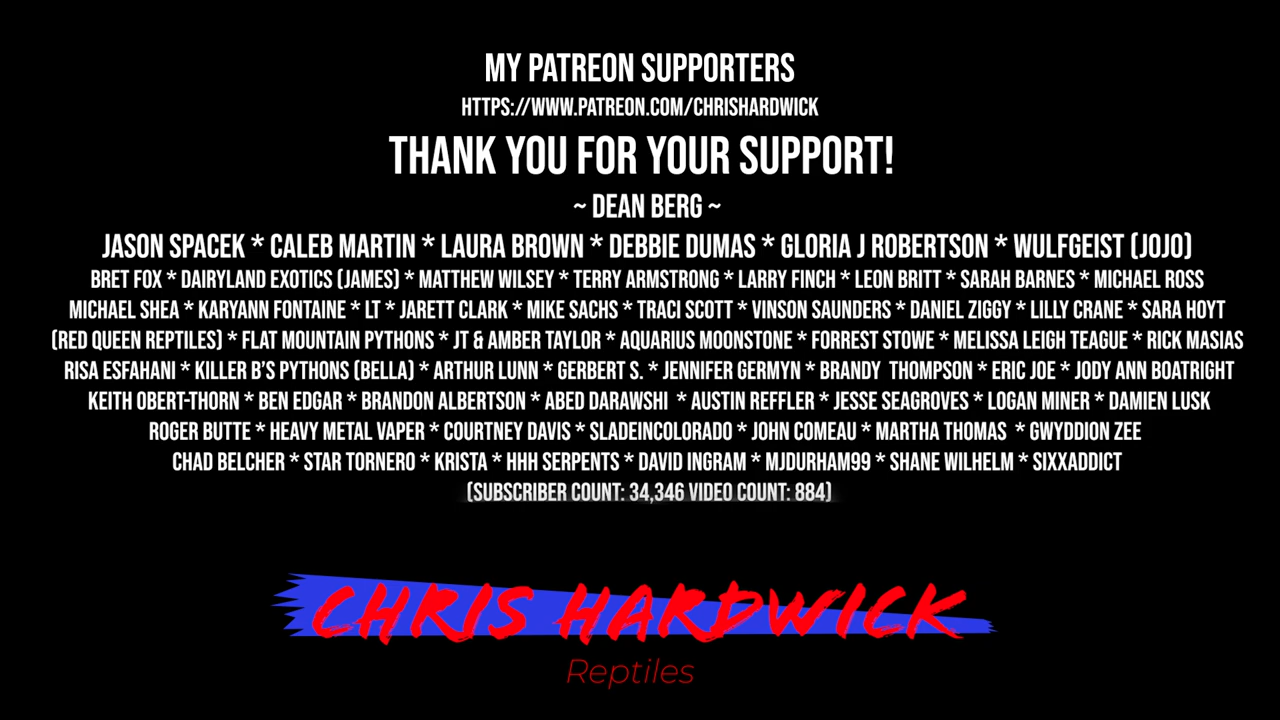 MY PATREON SUPPORTERS
HTTPS://WWW.PATREON.COM/CHRISHARDWICK
THANK YOU FOR YOUR SUPPORT!
~ DEAN BERG ~
JASON SPACEK * CALEB MARTIN * LAURA BROWN * DEBBIE DUMAS * GLORIA J ROBERTSON * WULFGEIST (JOJO)
BRET FOX * DAIRYLAND EXOTICS (JAMES) * MATTHEW WILSEY * TERRY ARMSTRONG * LARRY FINCH * LEON BRITT * SARAH BARNES * MICHAEL ROSS
MICHAEL SHEA * KARYANN FONTAINE * LT * JARETT CLARK * MIKE SACHS * TRACI SCOTT * VINSON SAUNDERS * DANIEL ZIGGY * LILLY CRANE * SARA HOYT
(RED QUEEN REPTILES) * FLAT MOUNTAIN PYTHONS * JT & AMBER TAYLOR * AQUARIUS MOONSTONE * FORREST STOWE * MELISSA LEIGH TEAGUE * RICK MASIAS
RISA ESFAHANI * KILLER B'S PYTHONS (BELLA) * ARTHUR LUNN * GERBERT S. * JENNIFER GERMYN * BRANDY THOMPSON * ERIC JOE * JODY ANN BOATRIGHT
KEITH OBERT-THORN * BEN EDGAR * BRANDON ALBERTSON * ABED DARAWSHI * AUSTIN REFFLER * JESSE SEAGROVES * LOGAN MINER * DAMIEN LUSK
ROGER BUTTE * HEAVY METAL VAPER * COURTNEY DAVIS * SLADEINCOLORADO * JOHN COMEAU * MARTHA THOMAS * GWYDDION ZEE
CHAD BELCHER * STAR TORNERO * KRISTA * HHH SERPENTS * DAVID INGRAM * MJDURHAM99 * SHANE WILHELM * SIXXADDICT
(SUBSCRIBER COUNT: 34,346 VIDEO COUNT: 884)
CHRIS HARDWICK
Reptiles